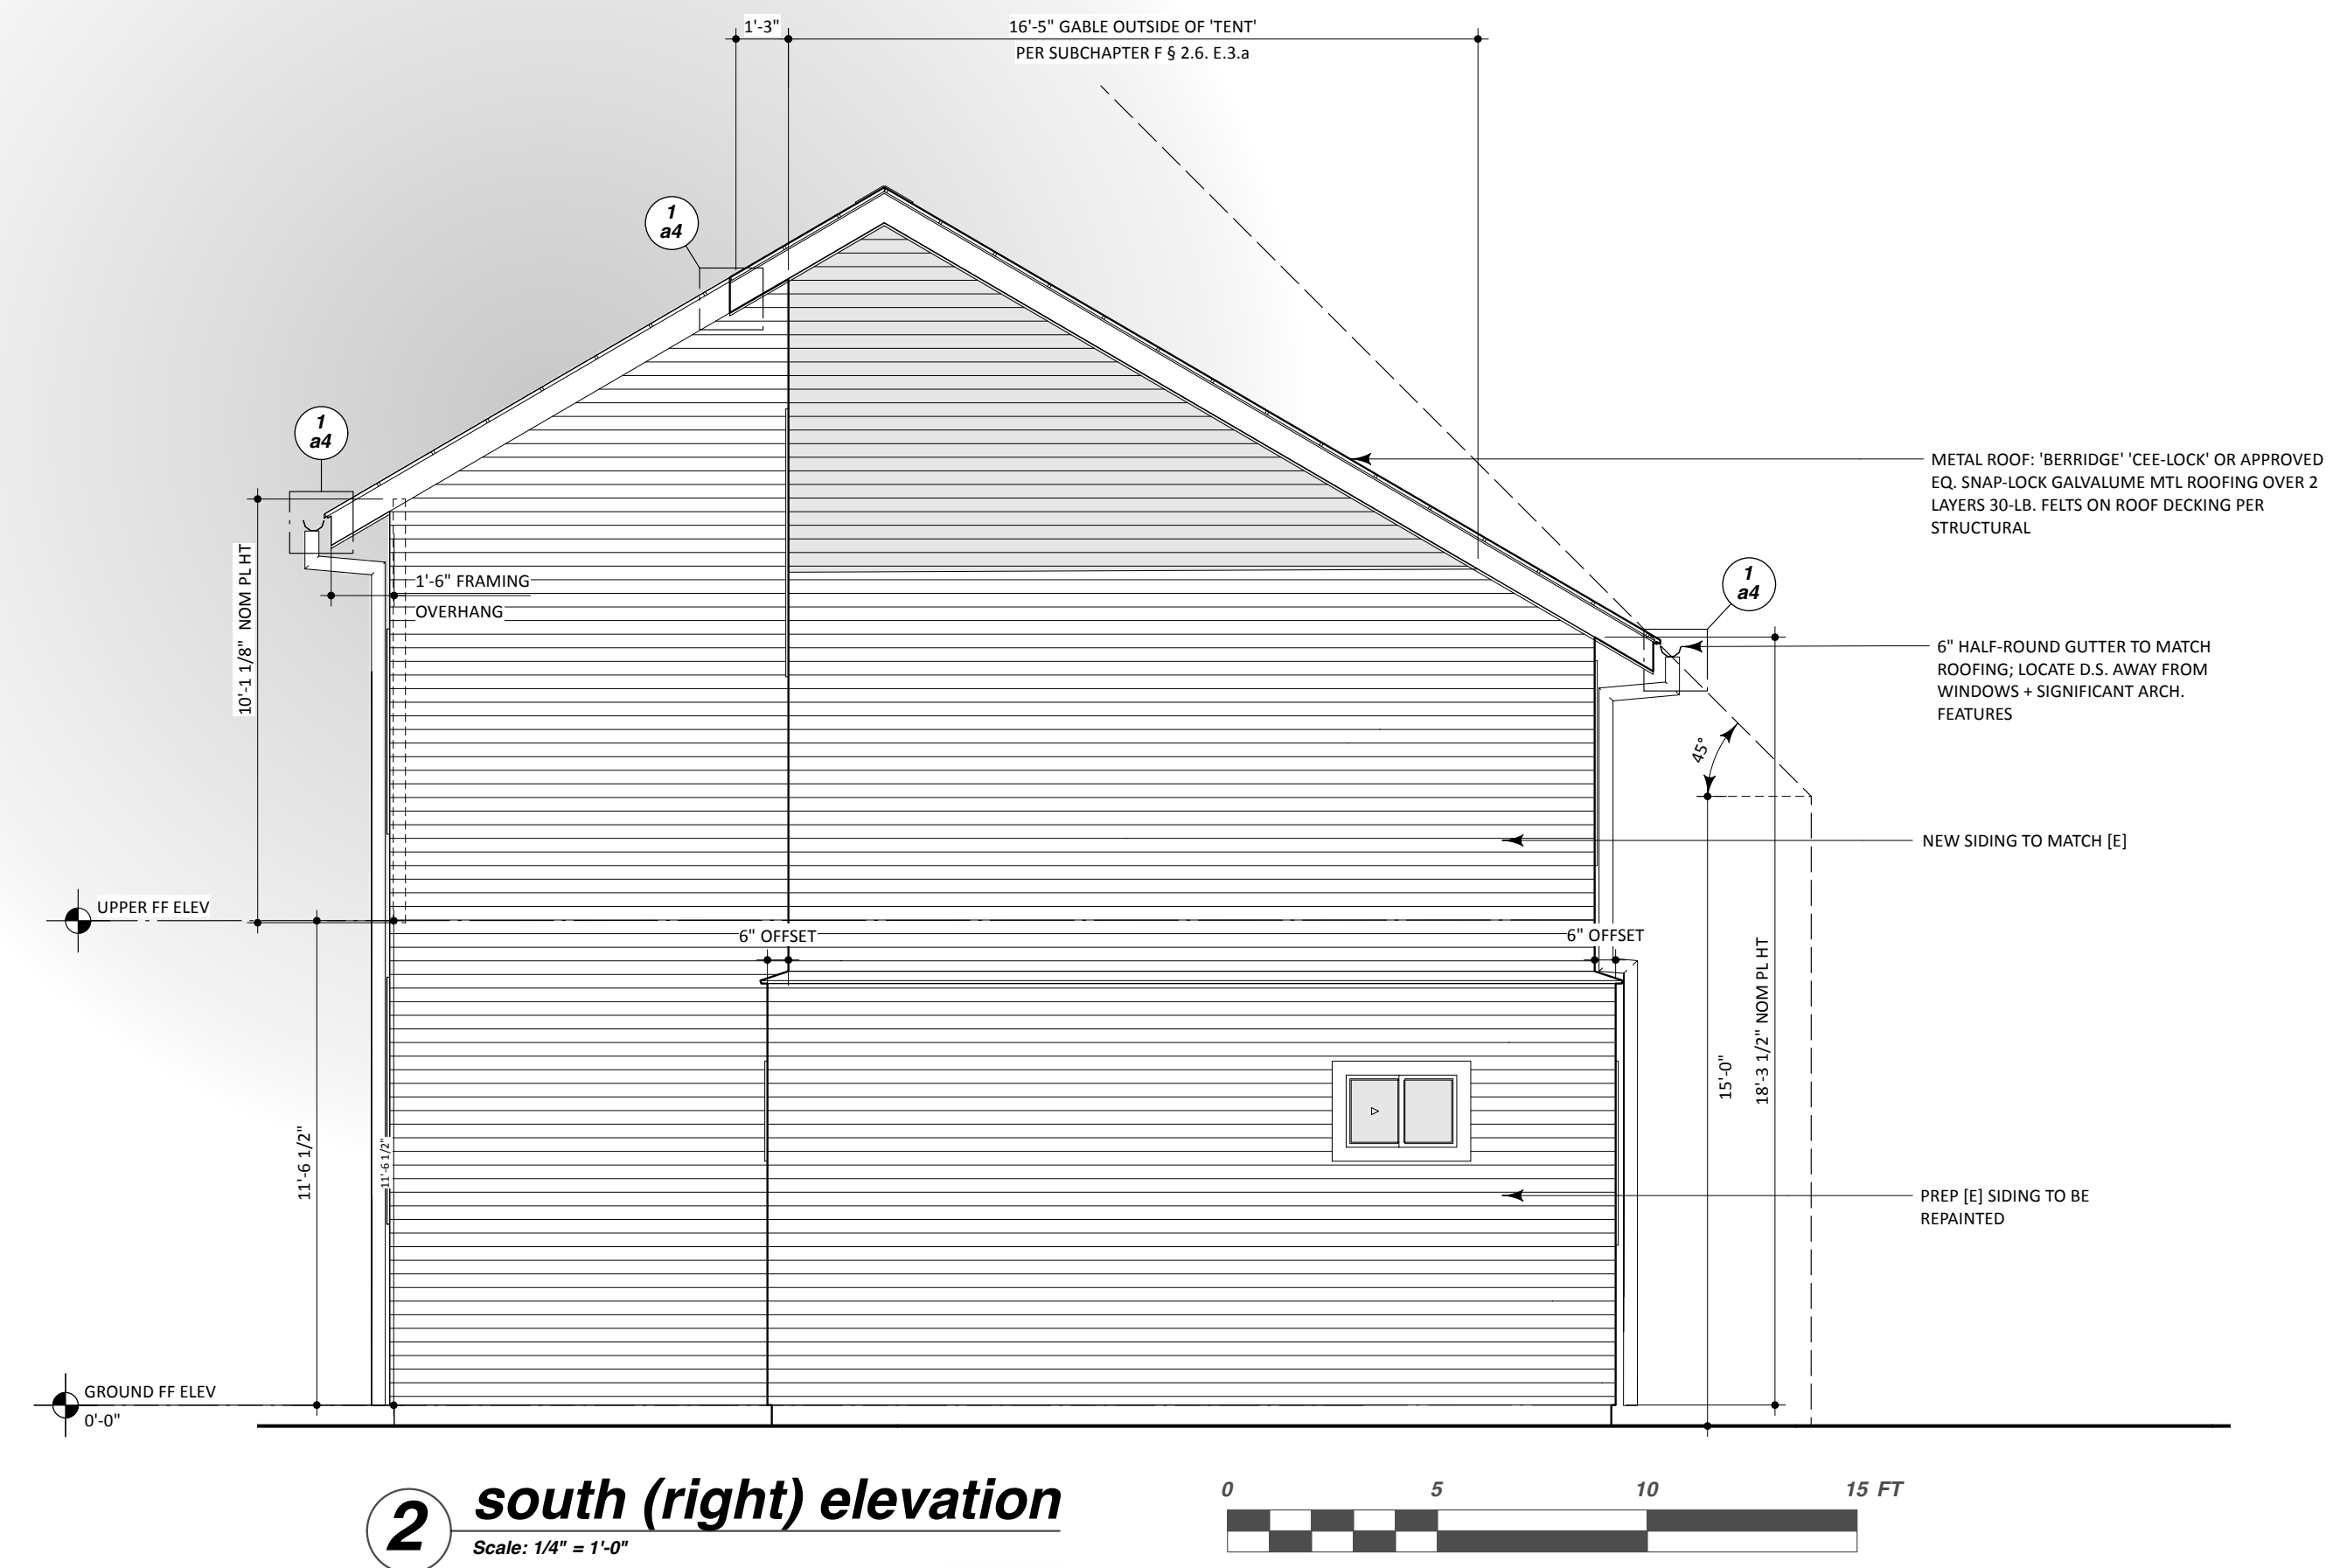 1'-3"
16'-5" GABLE OUTSIDE OF 'TENT'
PER SUBCHAPTER F § 2.6. E.3.a
1
a4
1
a4
METAL ROOF: 'BERRIDGE' 'CEE-LOCK' OR APPROVED
EQ. SNAP-LOCK GALVALUME MTL ROOFING OVER 2
LAYERS 30-LB. FELTS ON ROOF DECKING PER
STRUCTURAL
10'-1 1/8" NOM PL HT
1'-6" FRAMING
OVERHANG
1
a4
6" HALF-ROUND GUTTER TO MATCH
ROOFING; LOCATE D.S. AWAY FROM
WINDOWS + SIGNIFICANT ARCH.
FEATURES
45°
NEW SIDING TO MATCH [E]
UPPER FF ELEV
6" OFFSET
6" OFFSET
15'-0"
18'-3 1/2" NOM PL HT
11'-6 1/2"
11'-6 1/2"
PREP [E] SIDING TO BE
REPAINTED
GROUND FF ELEV
0'-0"
2
south (right) elevation
Scale: 1/4" = 1'-0"
0 5 10 15 FT